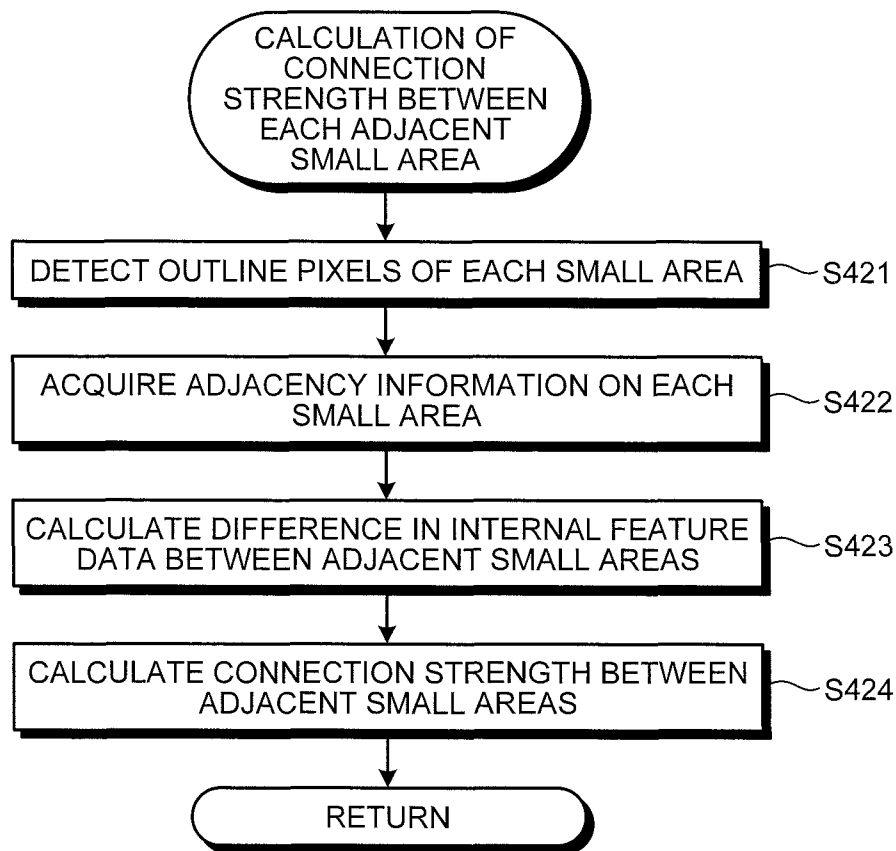 CALCULATION OF
CONNECTION
STRENGTH BETWEEN
EACH ADJACENT
SMALL AREA
DETECT OUTLINE PIXELS OF EACH SMALL AREA
S421
ACQUIRE ADJACENCY INFORMATION ON EACH
SMALL AREA
S422
CALCULATE DIFFERENCE IN INTERNAL FEATURE
DATA BETWEEN ADJACENT SMALL AREAS
S423
CALCULATE CONNECTION STRENGTH BETWEEN
ADJACENT SMALL AREAS
S424
RETURN